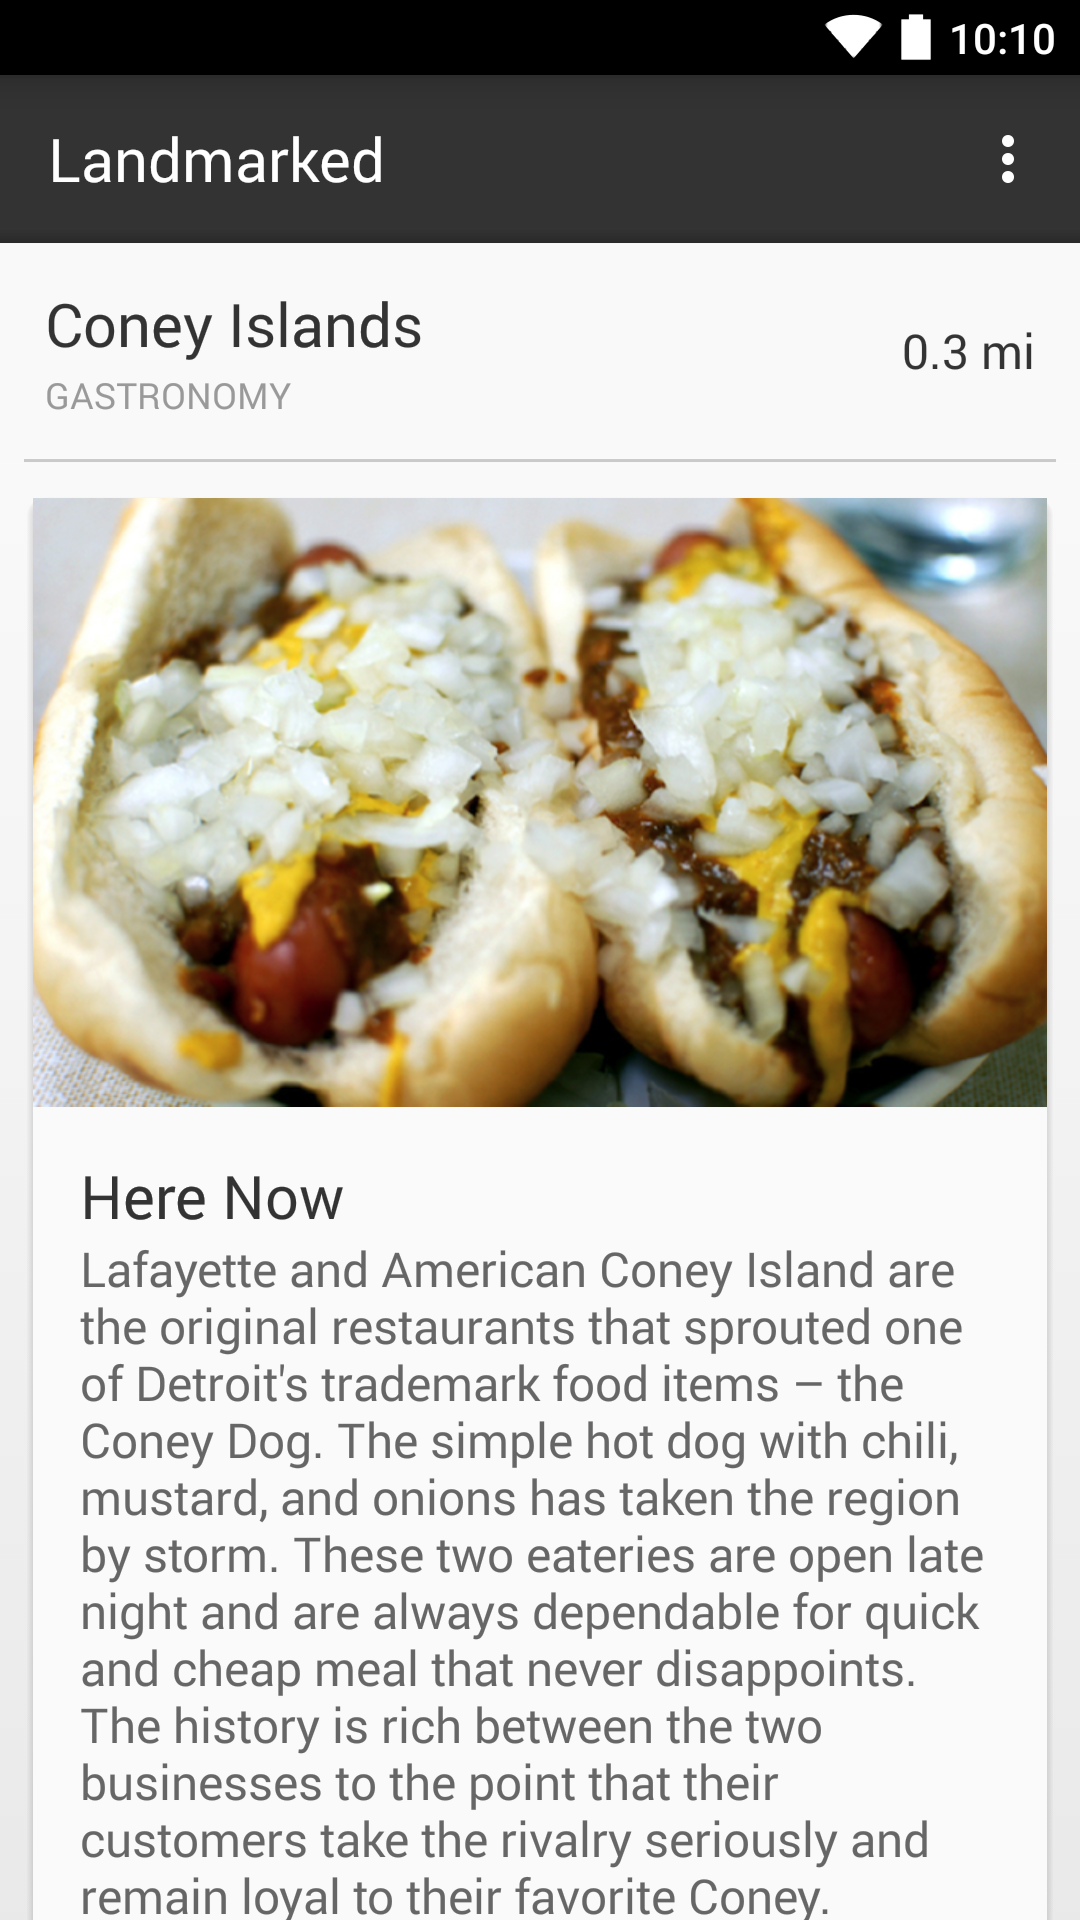 10:10
Landmarked
Coney Islands
0.3 mi
GASTRONOMY
Here Now
Lafayette and American Coney Island are
the original restaurants that sprouted one
of Detroit's trademark food items – the
Coney Dog. The simple hot dog with chili,
mustard, and onions has taken the region
by storm. These two eateries are open late
night and are always dependable for quick
and cheap meal that never disappoints.
The history is rich between the two
businesses to the point that their
customers take the rivalry seriously and
remain loyal to their favorite Coney.